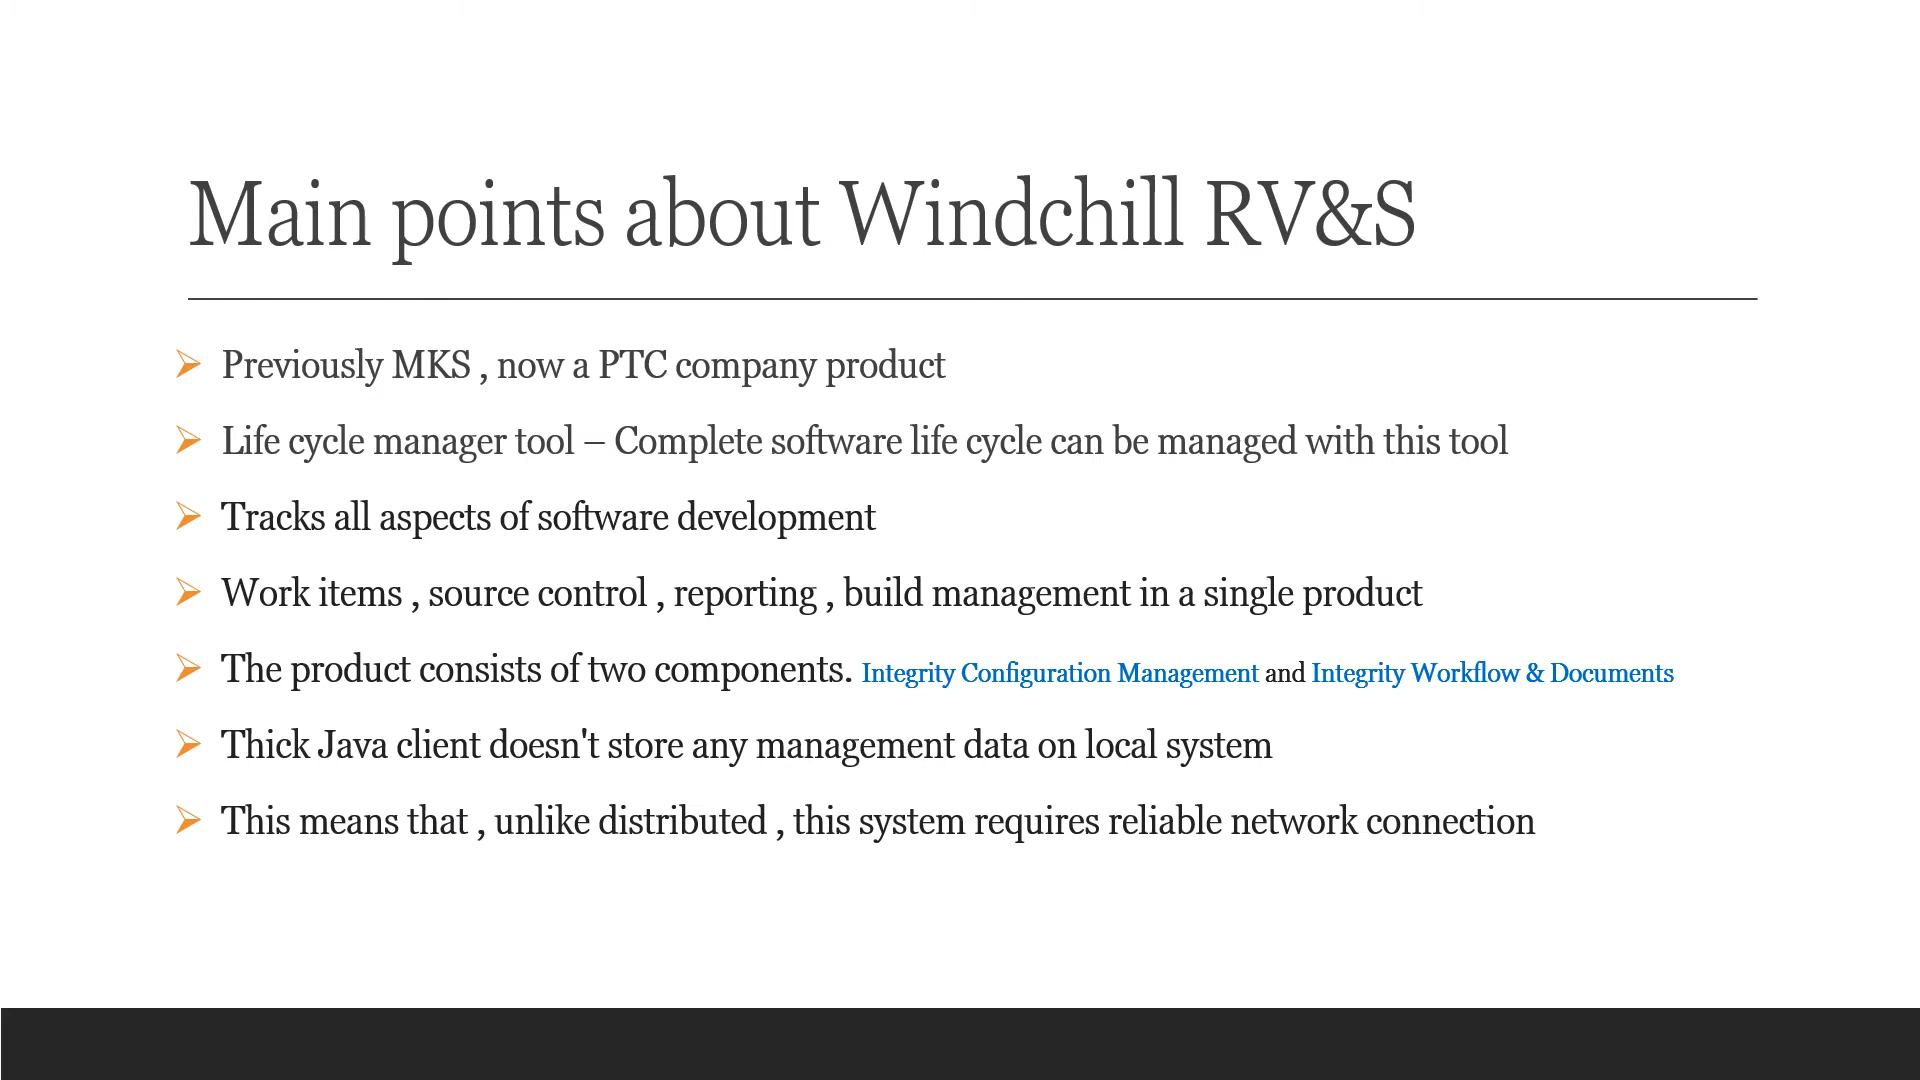 Main points about Windchill RV&S
Previously MKS , now a PTC company product
Life cycle manager tool – Complete software life cycle can be managed with this tool
Tracks all aspects of software development
Work items , source control , reporting , build management in a single product
The product consists of two components. Integrity Configuration Management and Integrity Workflow & Documents
Thick Java client doesn't store any management data on local system
This means that , unlike distributed , this system requires reliable network connection